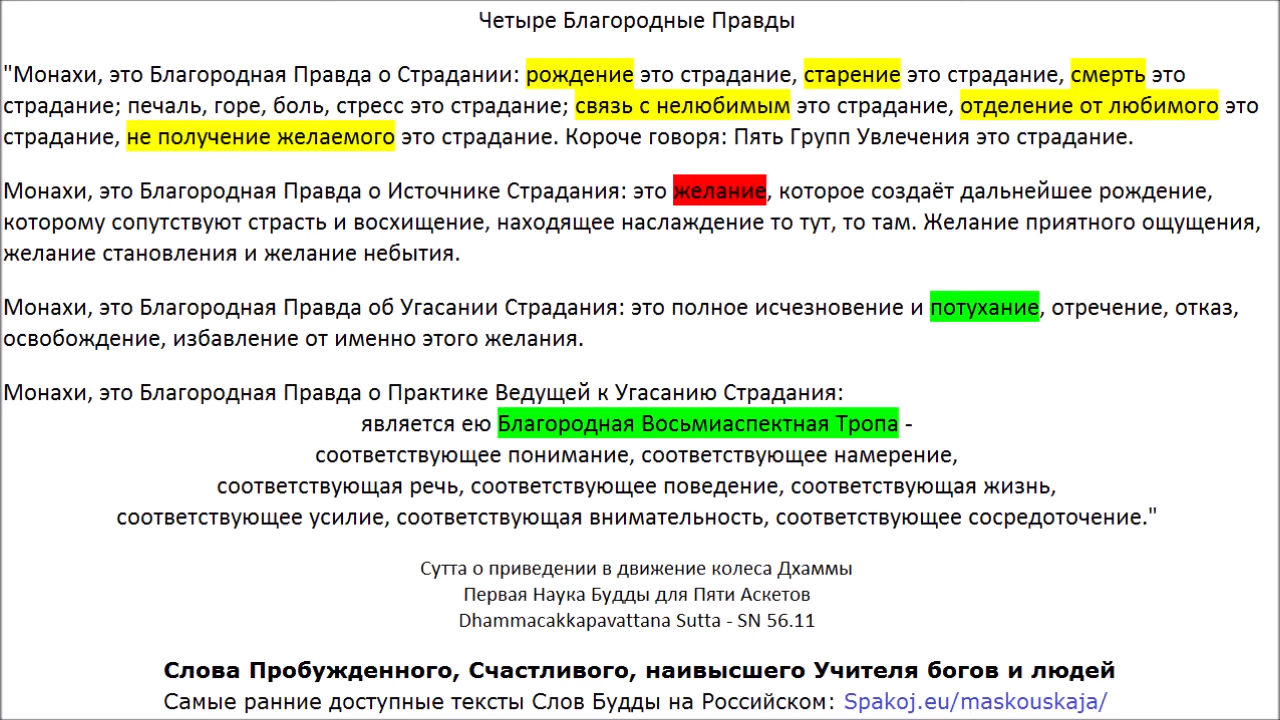 Четыре Благородные Правды
"Монахи, это Благородная Правда о Страдании: рождение это страдание, старение это страдание, смерть это
страдание; печаль, горе, боль, стресс это страдание; связь с нелюбимым это страдание, отделение от любимого это
страдание, не получение желаемого это страдание. Короче говоря: Пять Групп Увлечения это страдание.
Монахи, это Благородная Правда о Источнике Страдания: это желание, которое создаёт дальнейшее рождение,
которому сопутствуют страсть и восхищение, находящее наслаждение то тут, то там. Желание приятного ощущения,
желание становления и желание небытия.
Монахи, это Благородная Правда об Угасании Страдания: это полное исчезновение и потухание, отречение, отказ,
освобождение, избавление от именно этого желания.
Монахи, это Благородная Правда о Практике Ведущей к Угасанию Страдания:
является ею Благородная Восьмиаспектная Тропа -
соответствующее понимание, соответствующее намерение,
соответствующая речь, соответствующее поведение, соответствующая жизнь,
соответствующее усилие, соответствующая внимательность, соответствующее сосредоточение."
Сутта о приведении в движение колеса Дхаммы
Первая Наука Будды для Пяти Аскетов
Dhammacakkapavattana Sutta - SN 56.11
Слова Пробужденного, Счастливого, наивысшего Учителя богов и людей
Самые ранние доступные тексты Слов Будды на Российском: Spakoj.eu/maskouskaja/